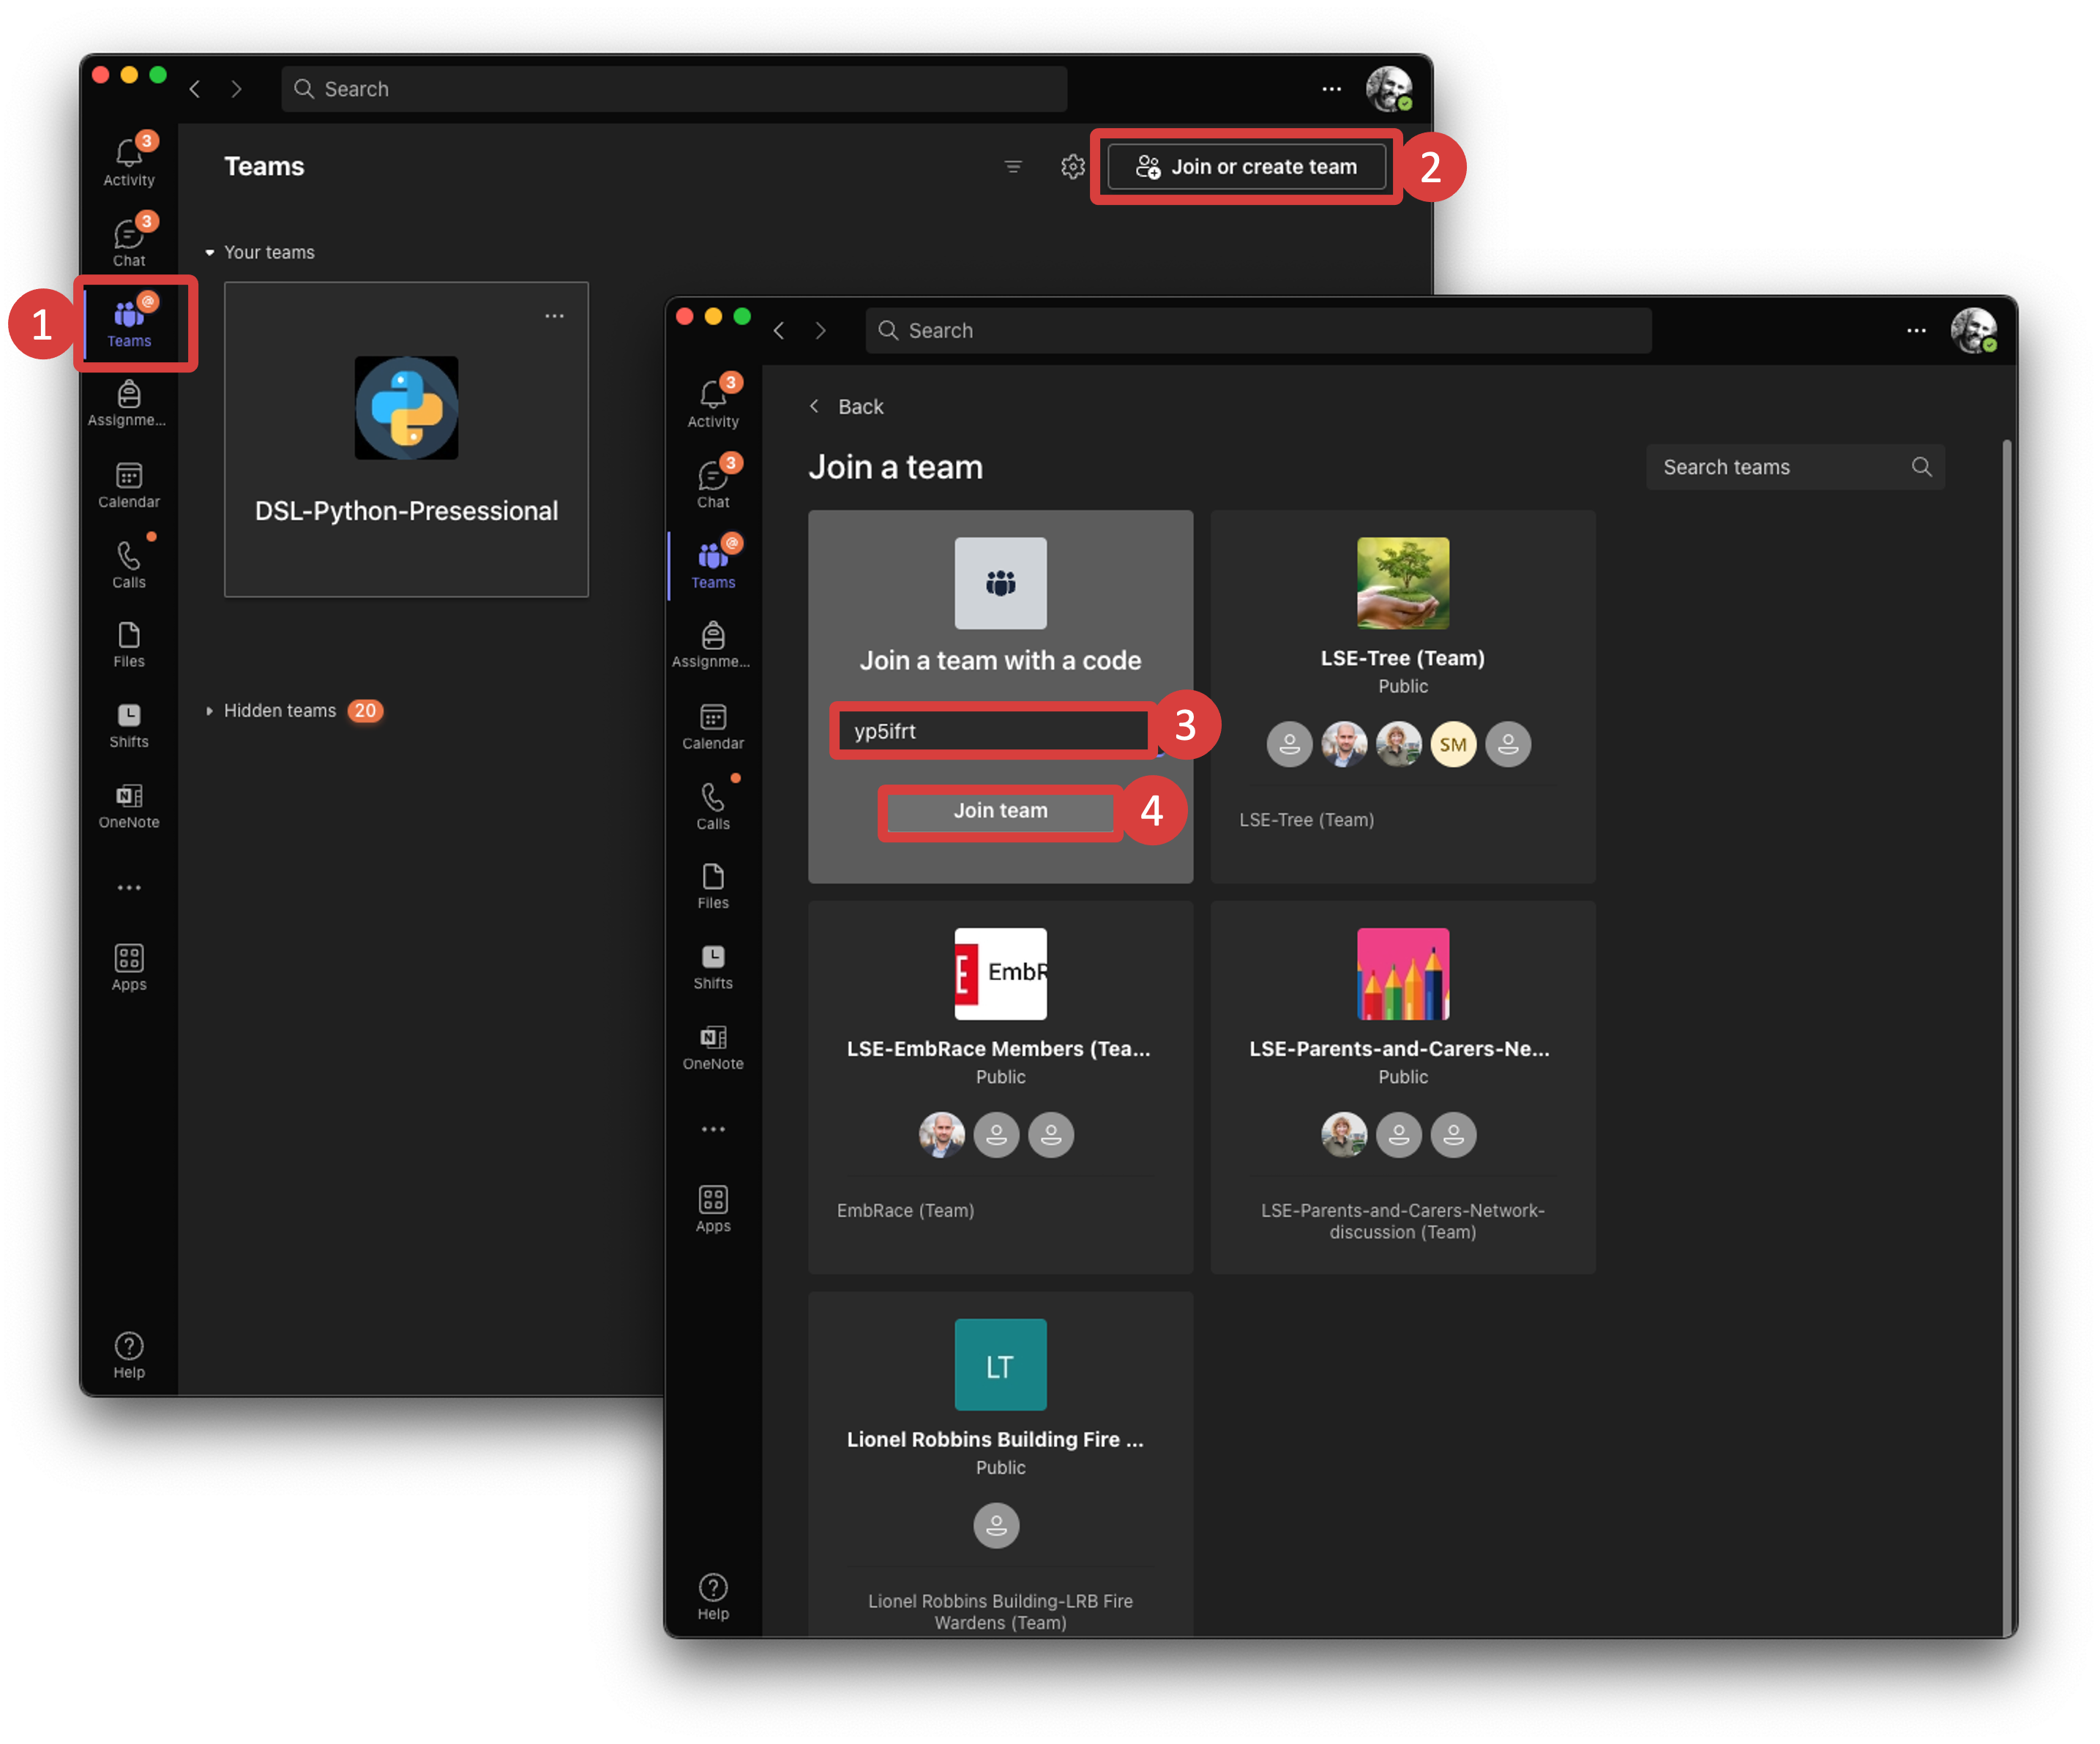 Search
3
Activity
3
Chat
@
Teams
Assignme...
Calendar
Calls
Files
Shifts
OneNote
Apps
Help
1
Teams
Join or create team
2
Your teams
DSL-Python-Presessional
Hidden teams 20
Search
3
Activity
3
Chat
@
Teams
Assignme...
Calendar
Calls
Files
Shifts
OneNote
Apps
Help
Back
Join a team
Search teams
Join a team with a code
yp5ifrt
3
Join team
4
LSE-Tree (Team)
Public
SM
LSE-Tree (Team)
E EmbR
LSE-EmbRace Members (Tea...
Public
EmbRace (Team)
LSE-Parents-and-Carers-Ne...
Public
LSE-Parents-and-Carers-Network-
discussion (Team)
LT
Lionel Robbins Building Fire ...
Public
Lionel Robbins Building-LRB Fire
Wardens (Team)